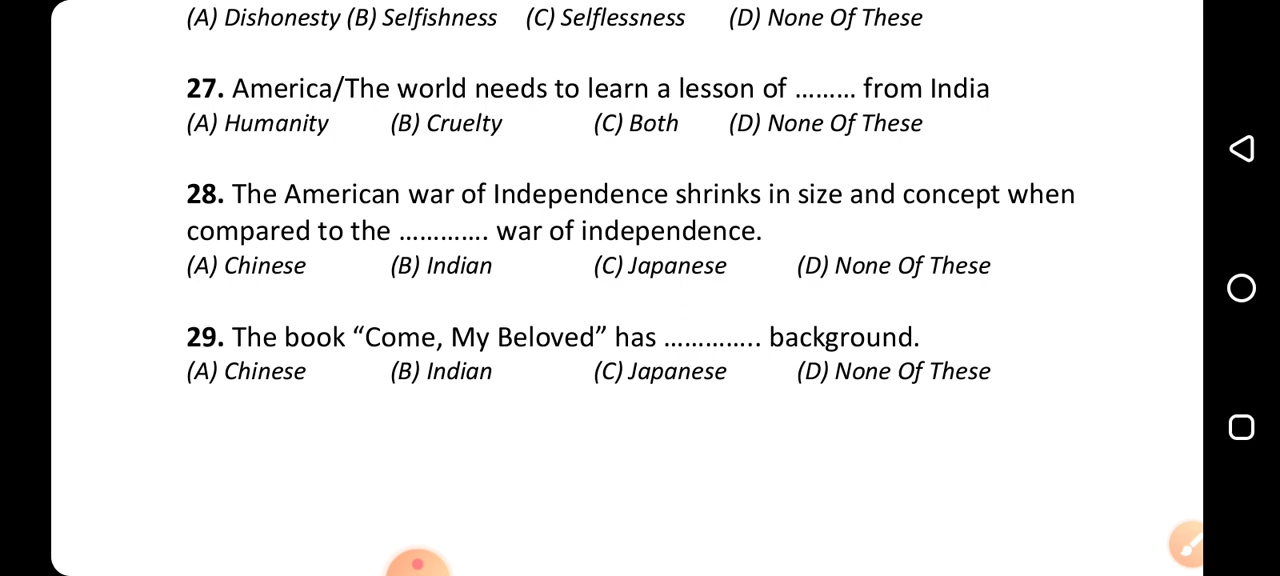 (A) Dishonesty (B) Selfishness (C) Selflessness (D) None Of These
27. America/The world needs to learn a lesson of ......... from India
(A) Humanity (B) Cruelty (C) Both (D) None Of These
28. The American war of Independence shrinks in size and concept when
compared to the ............. war of independence.
(A) Chinese (B) Indian (C) Japanese (D) None Of These
29. The book “Come, My Beloved” has .............. background.
(A) Chinese (B) Indian (C) Japanese (D) None Of These